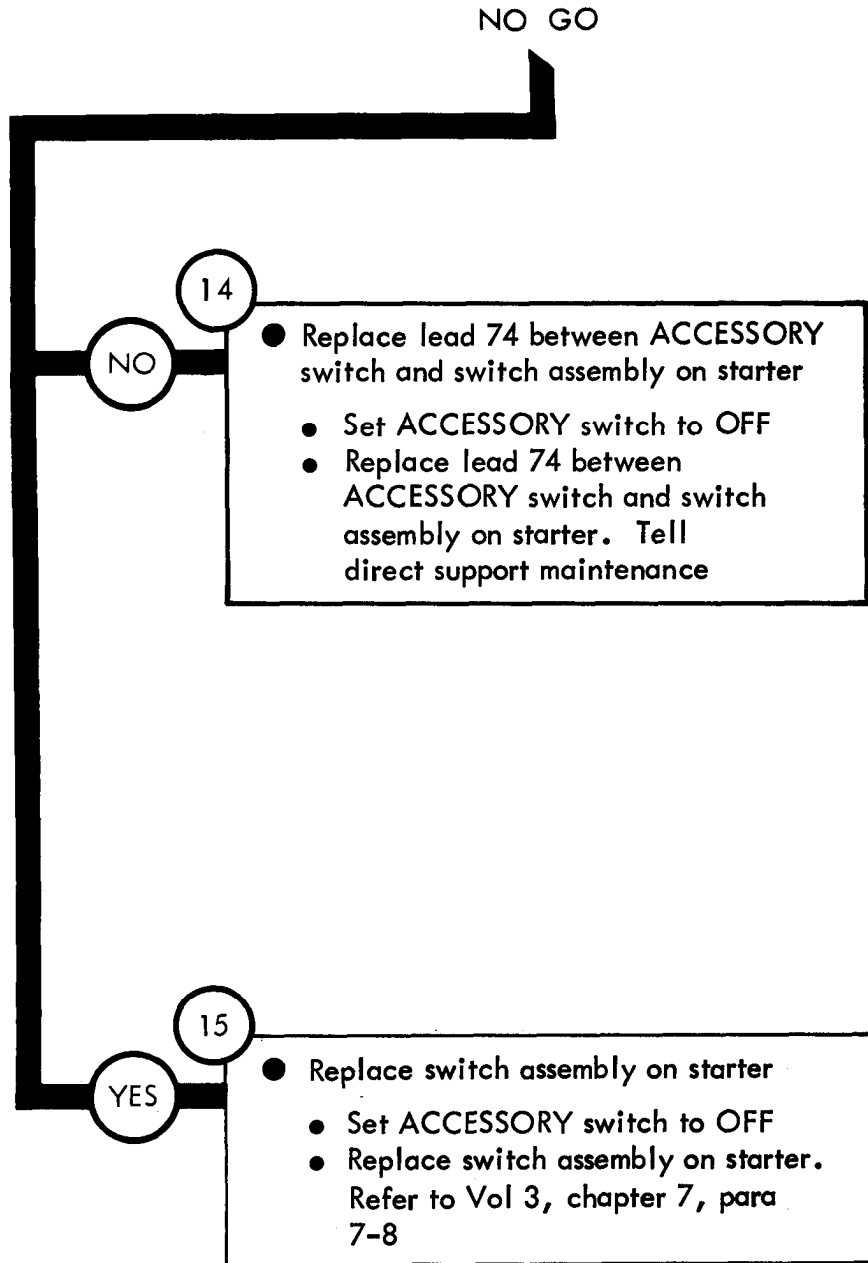 NO GO
14
NO
● Replace lead 74 between ACCESSORY
switch and switch assembly on starter
● Set ACCESSORY switch to OFF
● Replace lead 74 between
ACCESSORY switch and switch
assembly on starter. Tell
direct support maintenance
15
YES
● Replace switch assembly on starter
● Set ACCESSORY switch to OFF
● Replace switch assembly on starter.
Refer to Vol 3, chapter 7, para
7-8